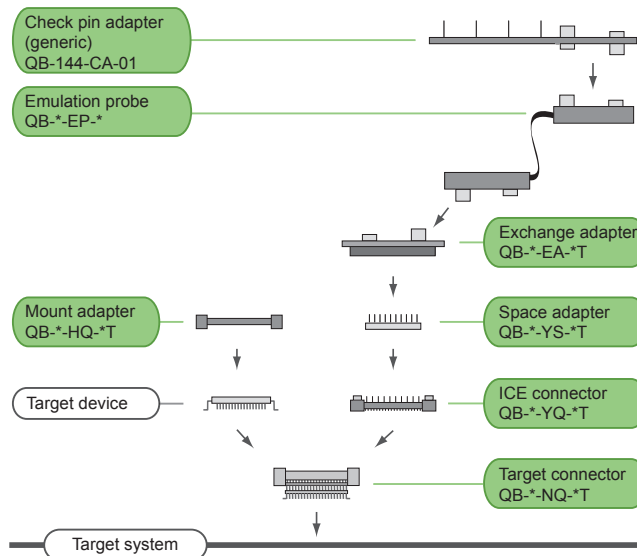 Check pin adapter
(generic)
QB-144-CA-01
Emulation probe
QB-*-EP-*
Exchange adapter
QB-*-EA-*T
Mount adapter
QB-*-HQ-*T
Space adapter
QB-*-YS-*T
Target device
ICE connector
QB-*-YQ-*T
Target connector
QB-*-NQ-*T
Target system